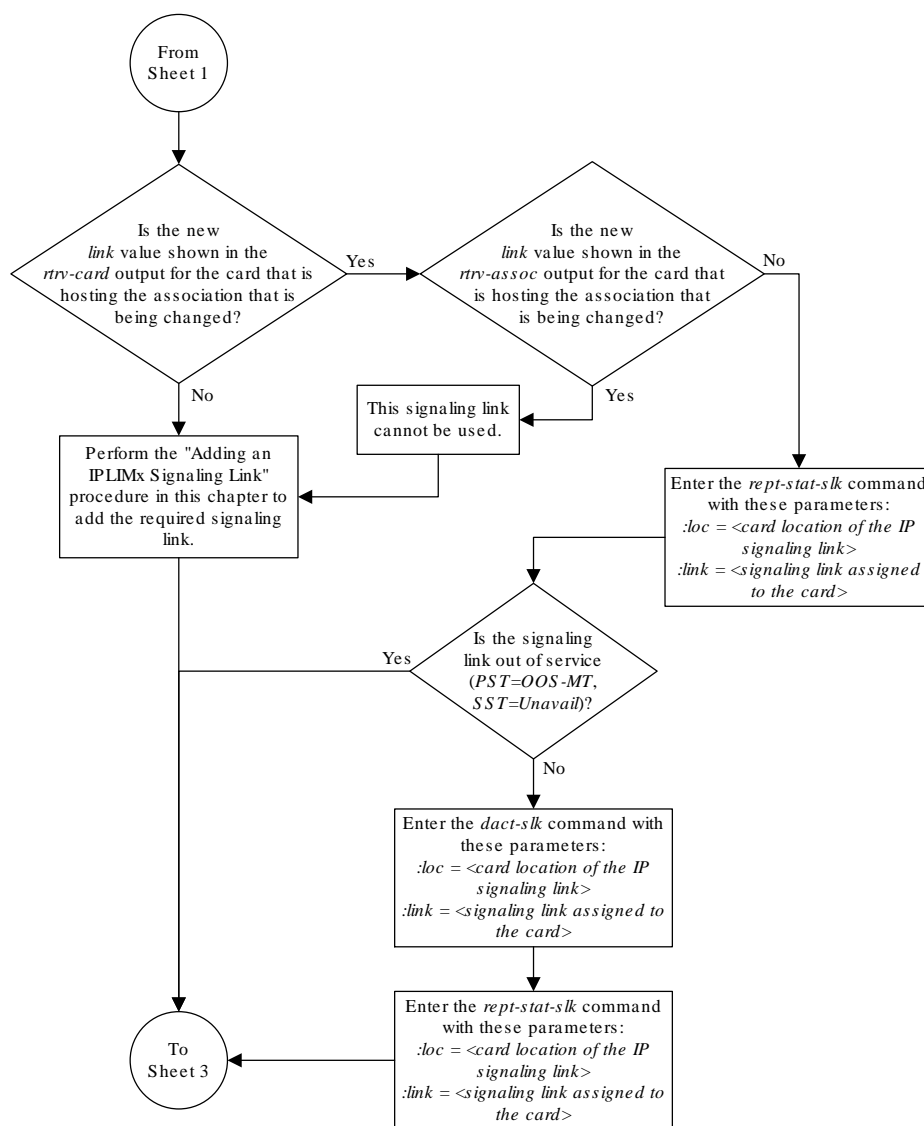 From
Sheet 1
Is the new
link value shown in the
rtrv-card output for the card that is
hosting the association that is
being changed?
Yes
Is the new
link value shown in the
rtrv-assoc output for the card that
is hosting the association that
is being changed?
No
No
Yes
This signaling link
cannot be used.
Perform the "Adding an
IPLIMx Signaling Link"
procedure in this chapter to
add the required signaling
link.
Enter the rept-stat-slk command
with these parameters:
:loc = <card location of the IP
signaling link>
:link = <signaling link assigned
to the card>
Is the signaling
link out of service
(PST=OOS-MT,
SST=Unavail)?
Yes
No
Enter the dact-slk command with
these parameters:
:loc = <card location of the IP
signaling link>
:link = <signaling link assigned to
the card>
Enter the rept-stat-slk command
with these parameters:
:loc = <card location of the IP
signaling link>
:link = <signaling link assigned to
the card>
To
Sheet 3